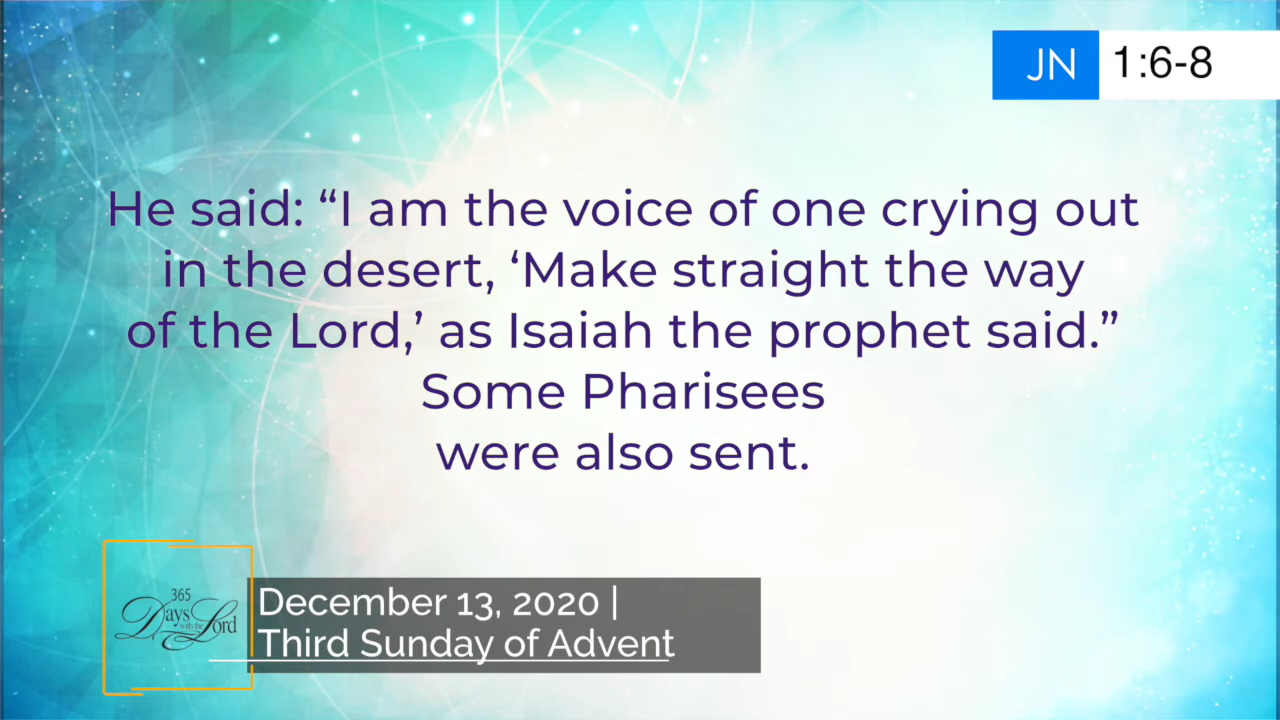 JN 1:6-8
He said: “I am the voice of one crying out
in the desert, ‘Make straight the way
of the Lord,’ as Isaiah the prophet said.”
Some Pharisees
were also sent.
365
Days
with the
Lord
December 13, 2020 |
Third Sunday of Advent